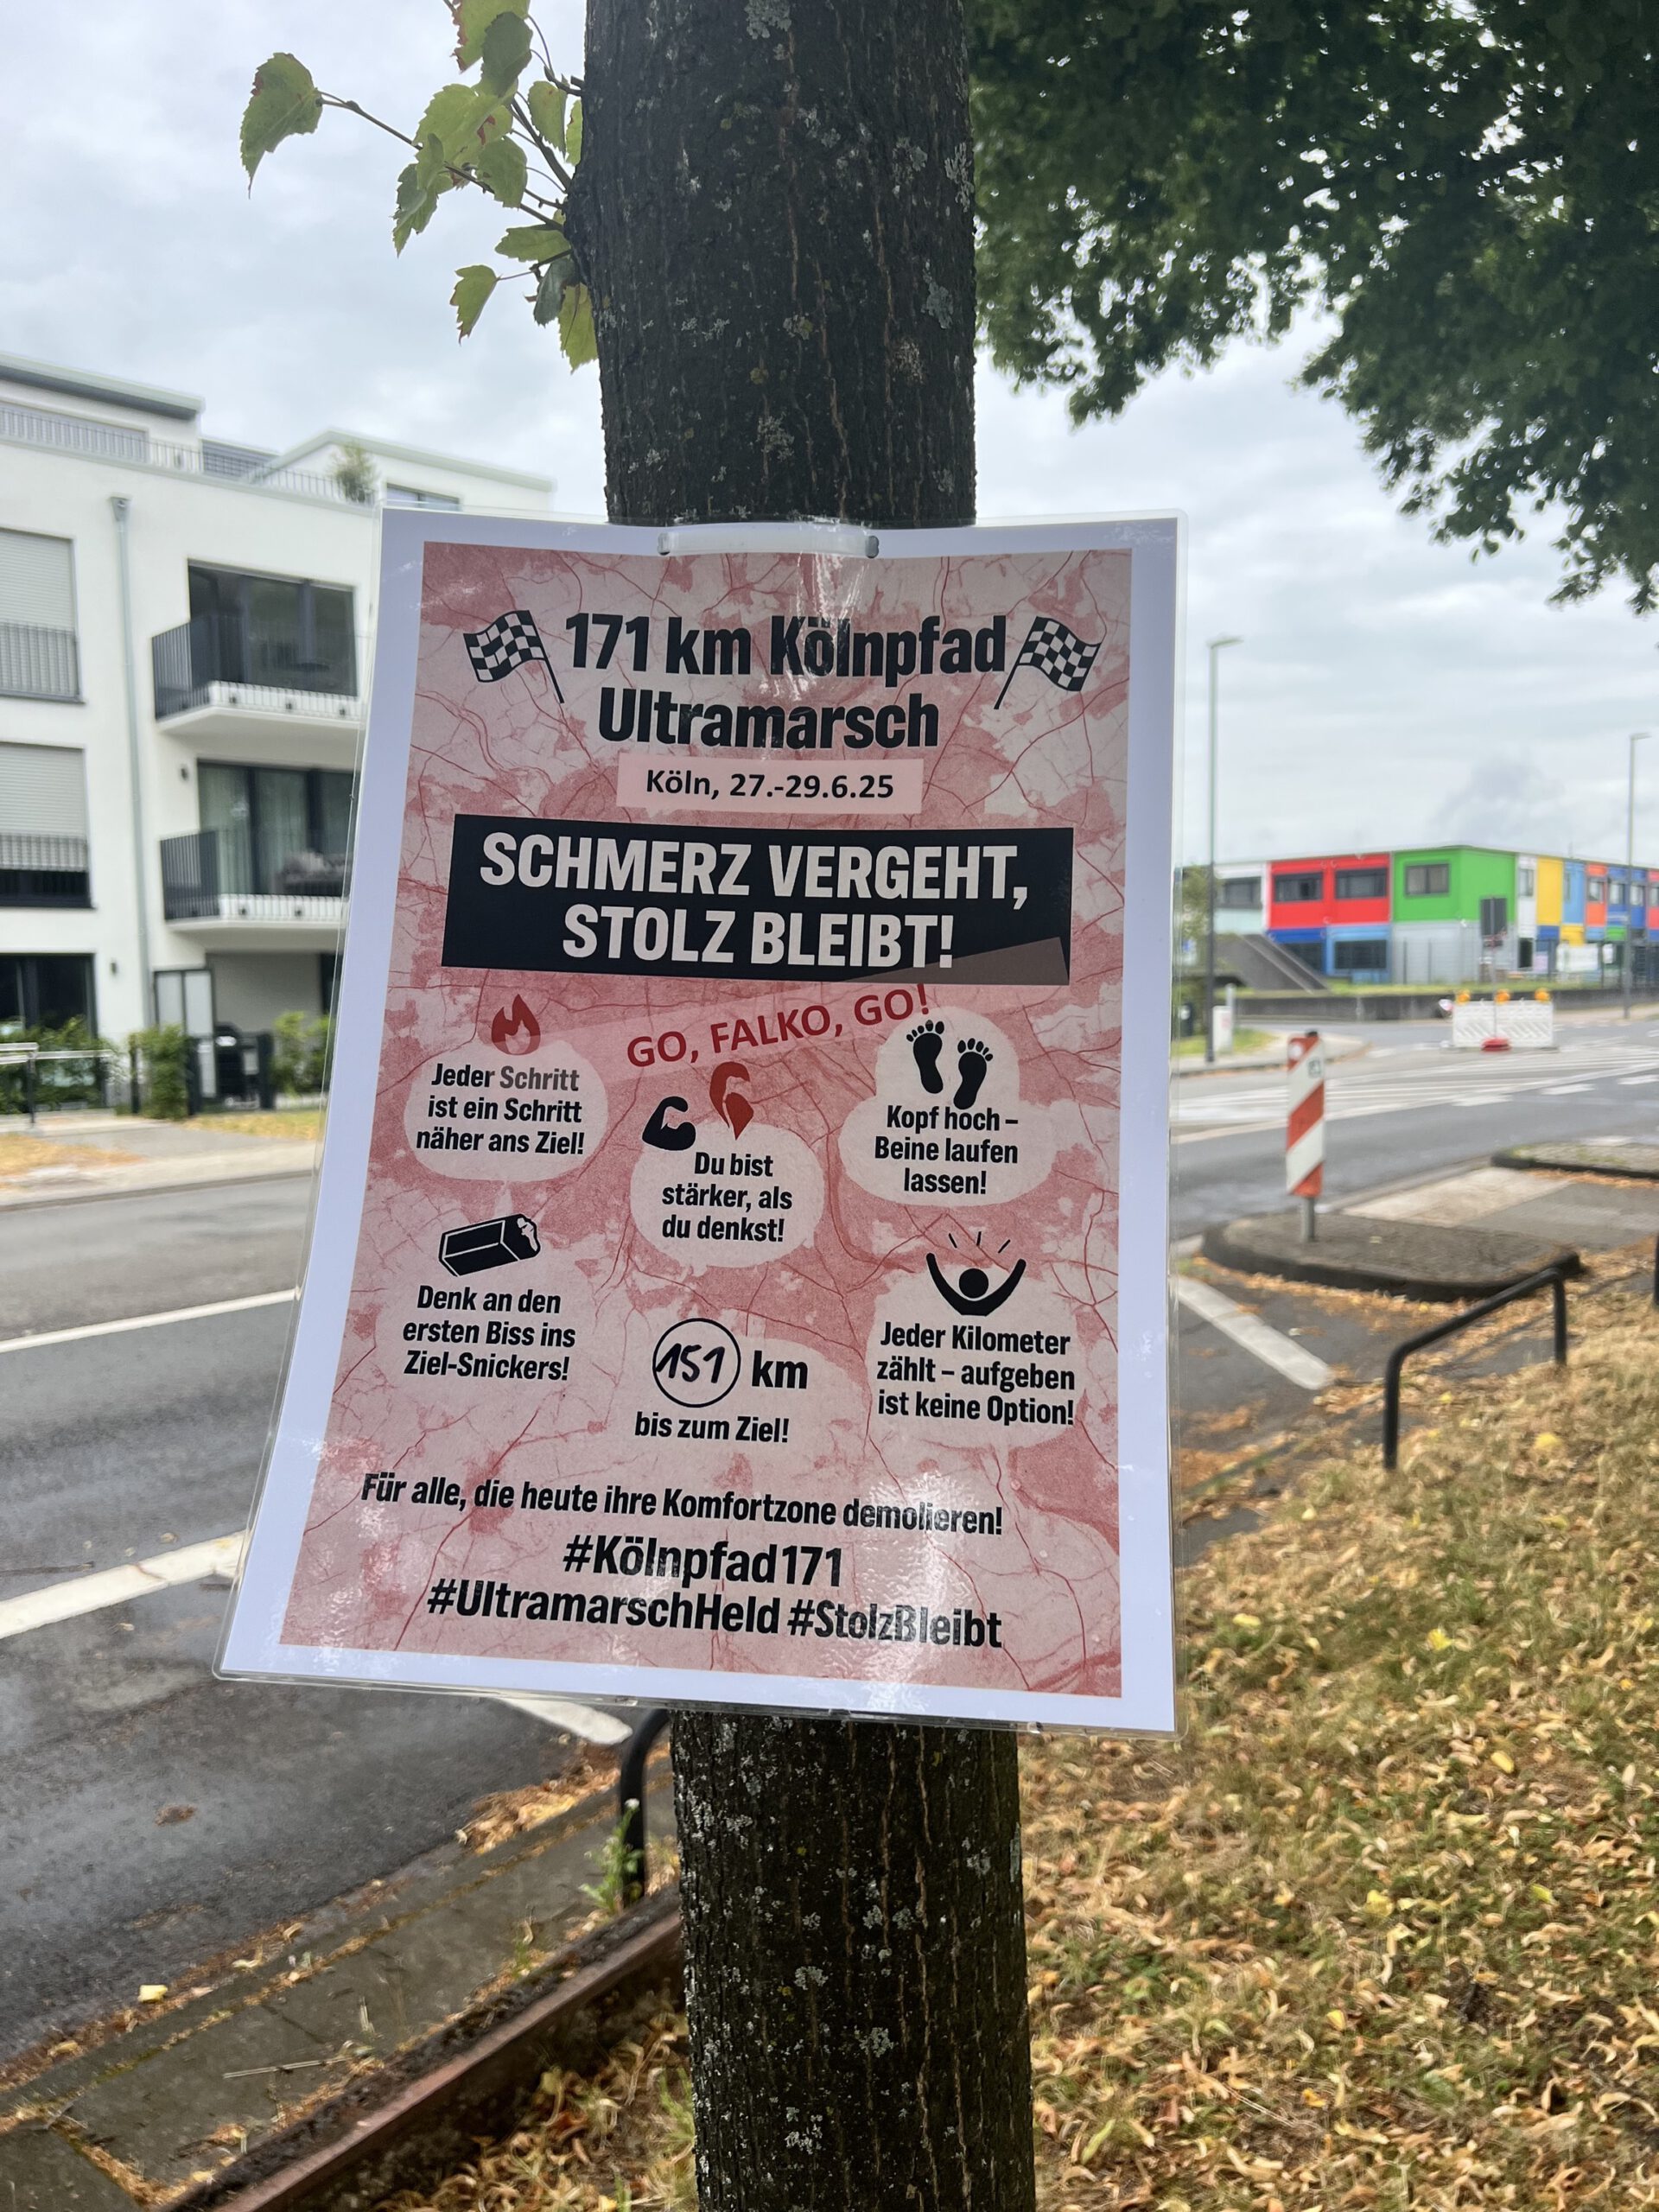 171 km Kölnpfad
Ultramarsch
Köln, 27.-29.6.25
SCHMERZ VERGEHT,
STOLZ BLEIBT!
GO, FALKO, GO!
Jeder Schritt
ist ein Schritt
näher ans Ziel!
Du bist
stärker, als
du denkst!
Kopf hoch –
Beine laufen
lassen!
Denk an den
ersten Biss ins
Ziel-Snickers!
151 km
bis zum Ziel!
Jeder Kilometer
zählt – aufgeben
ist keine Option!
Für alle, die heute ihre Komfortzone demolieren!
#Kölnpfad171
#UltramarschHeld #StolzBleibt